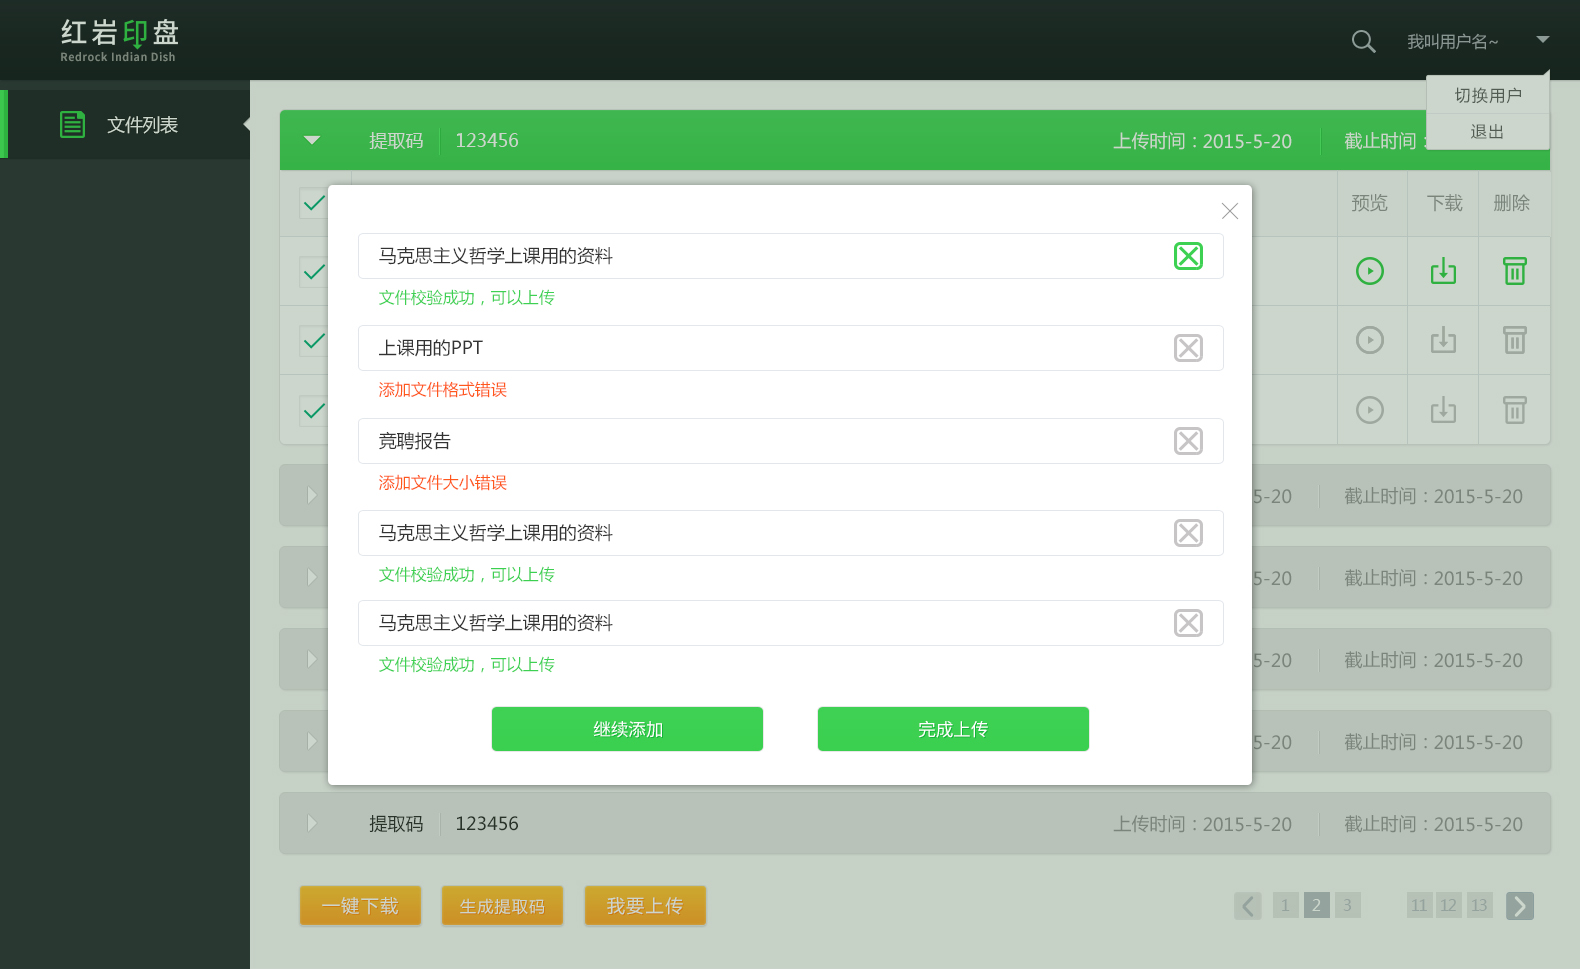 红岩印盘
Redrock Indian Dish
我叫用户名~
切换用户
退出
文件列表
提取码 123456 上传时间：2015-5-20 截止时间：
预览 下载 删除
马克思主义哲学上课用的资料
文件校验成功，可以上传
上课用的PPT
添加文件格式错误
竞聘报告
添加文件大小错误
马克思主义哲学上课用的资料
文件校验成功，可以上传
马克思主义哲学上课用的资料
文件校验成功，可以上传
继续添加 完成上传
5-20 截止时间：2015-5-20
5-20 截止时间：2015-5-20
5-20 截止时间：2015-5-20
5-20 截止时间：2015-5-20
提取码 123456 上传时间：2015-5-20 截止时间：2015-5-20
一键下载 生成提取码 我要上传
1 2 3 11 12 13